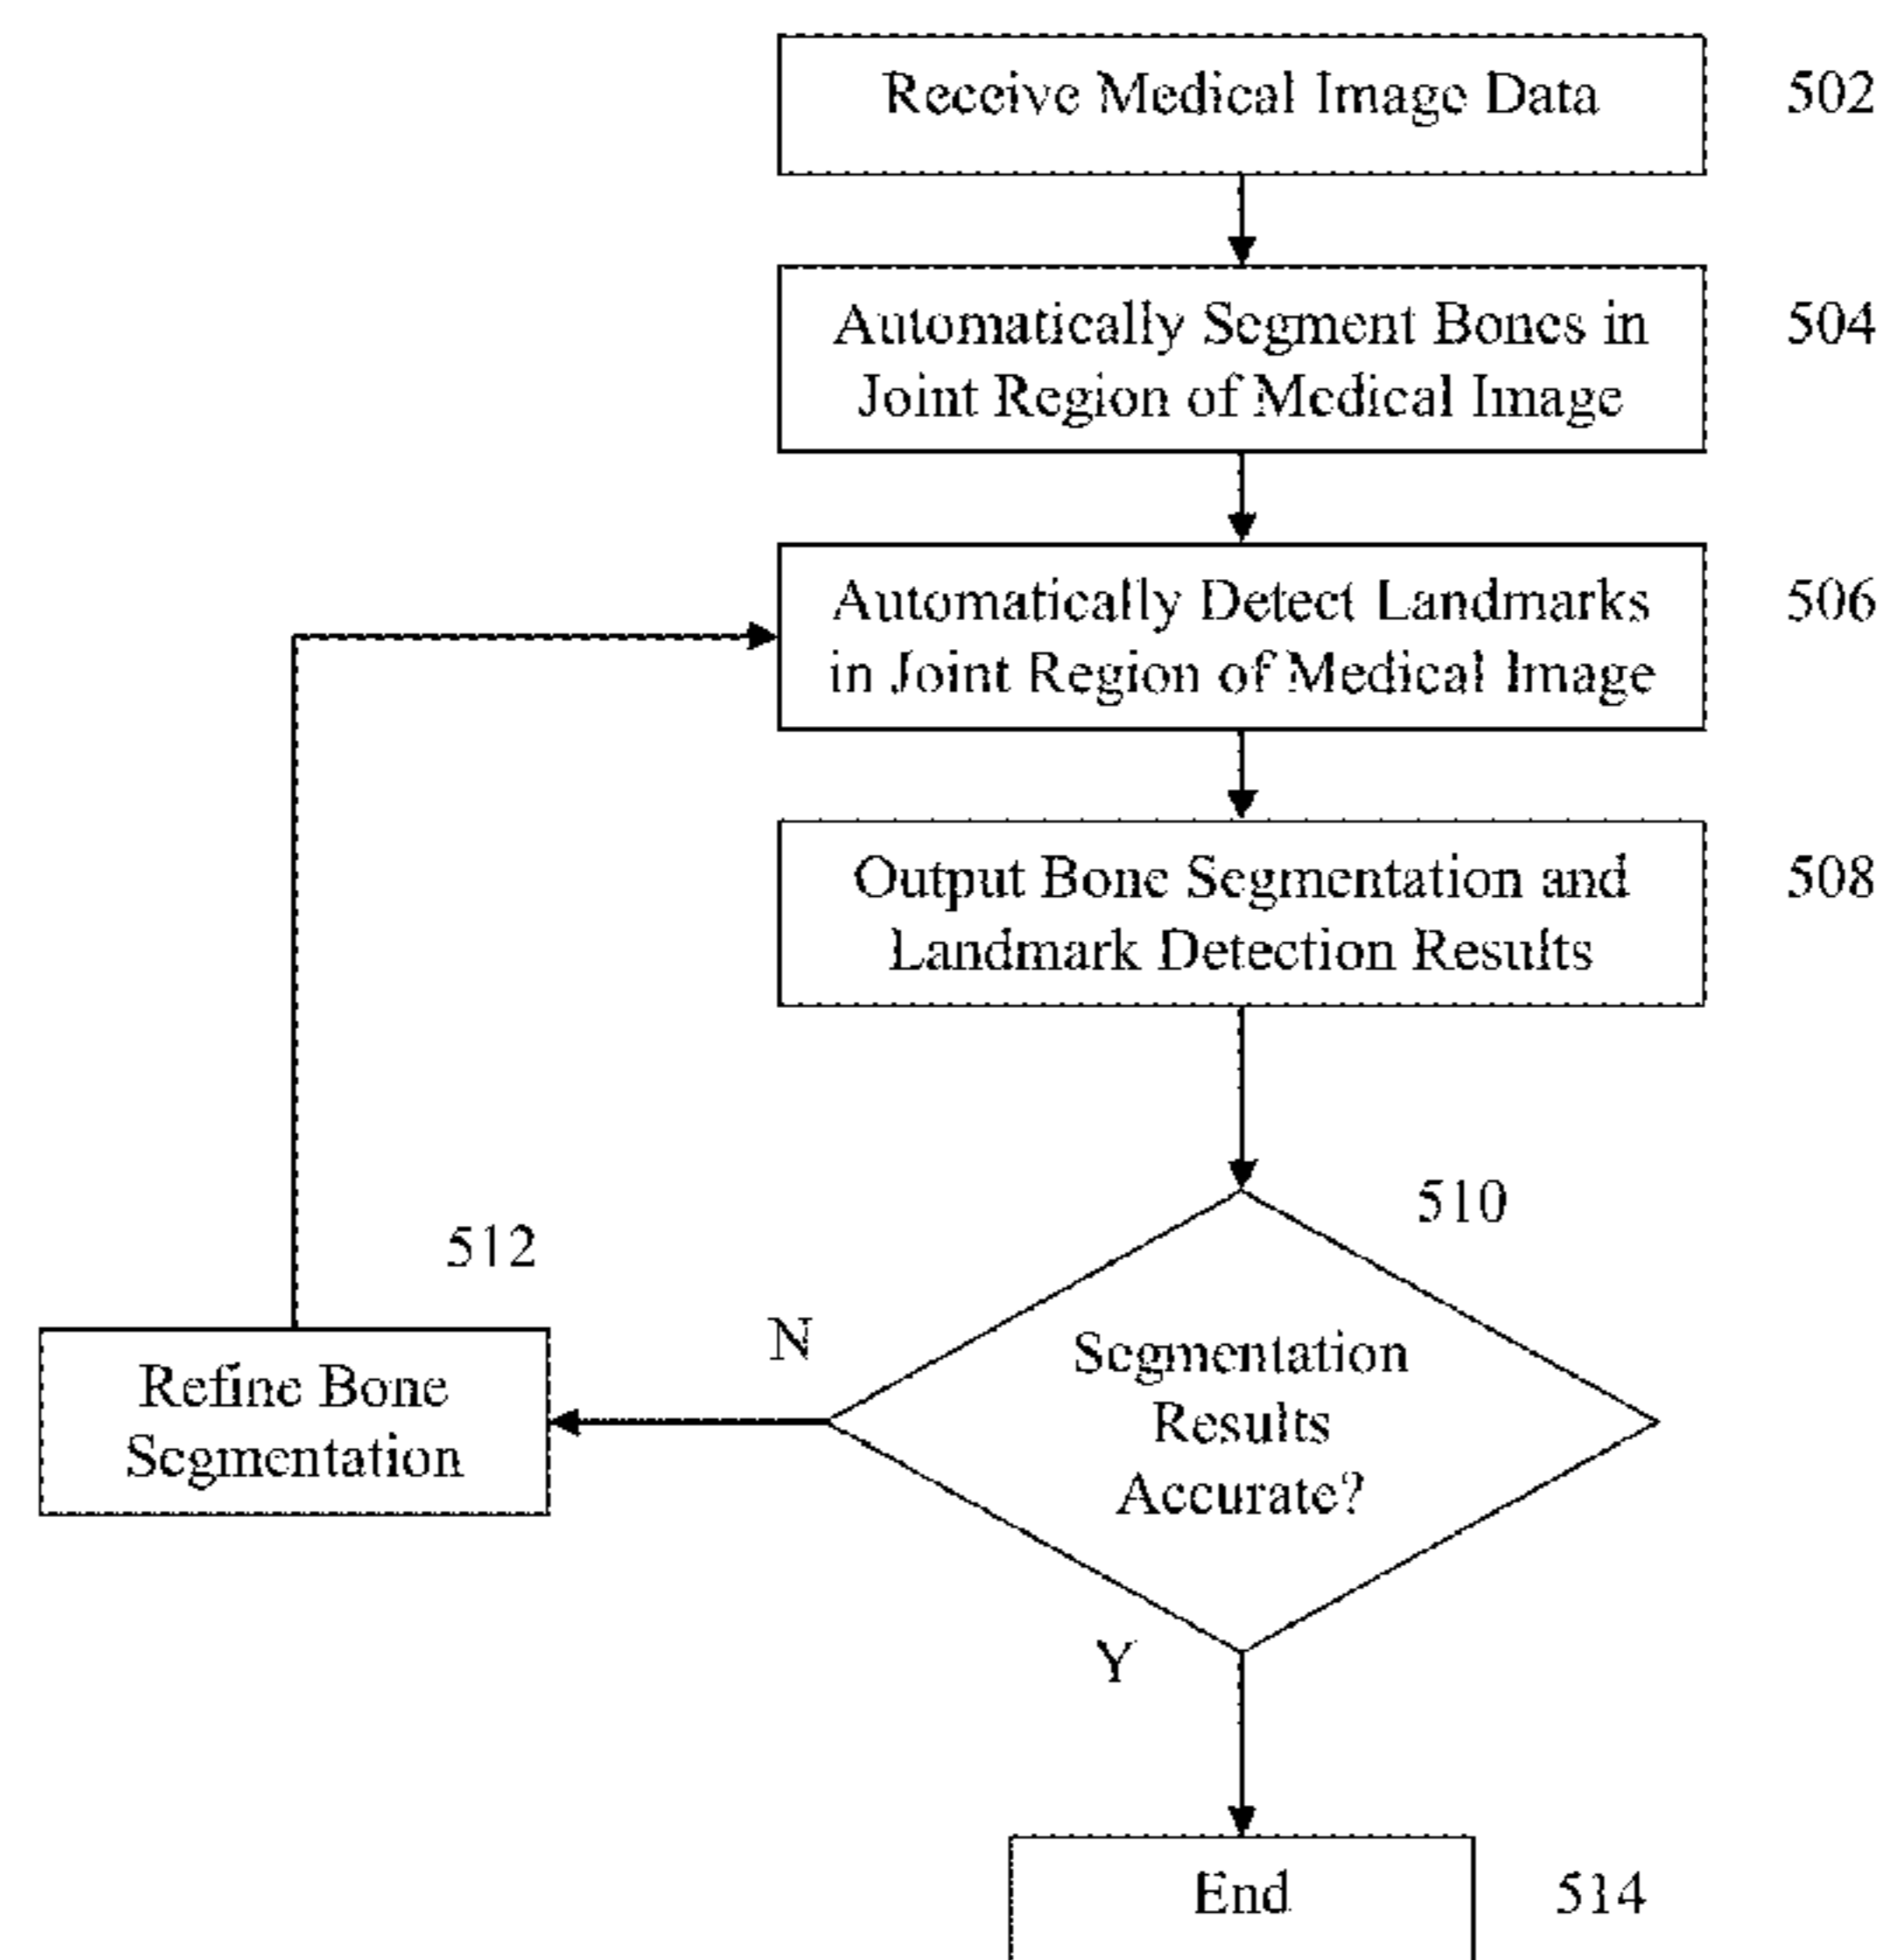 Receive Medical Image Data
502
Automatically Segment Bones in
Joint Region of Medical Image
504
Automatically Detect Landmarks
in Joint Region of Medical Image
506
Output Bone Segmentation and
Landmark Detection Results
508
510
Segmentation
Results
Accurate?
N
512
Refine Bone
Segmentation
Y
End
514